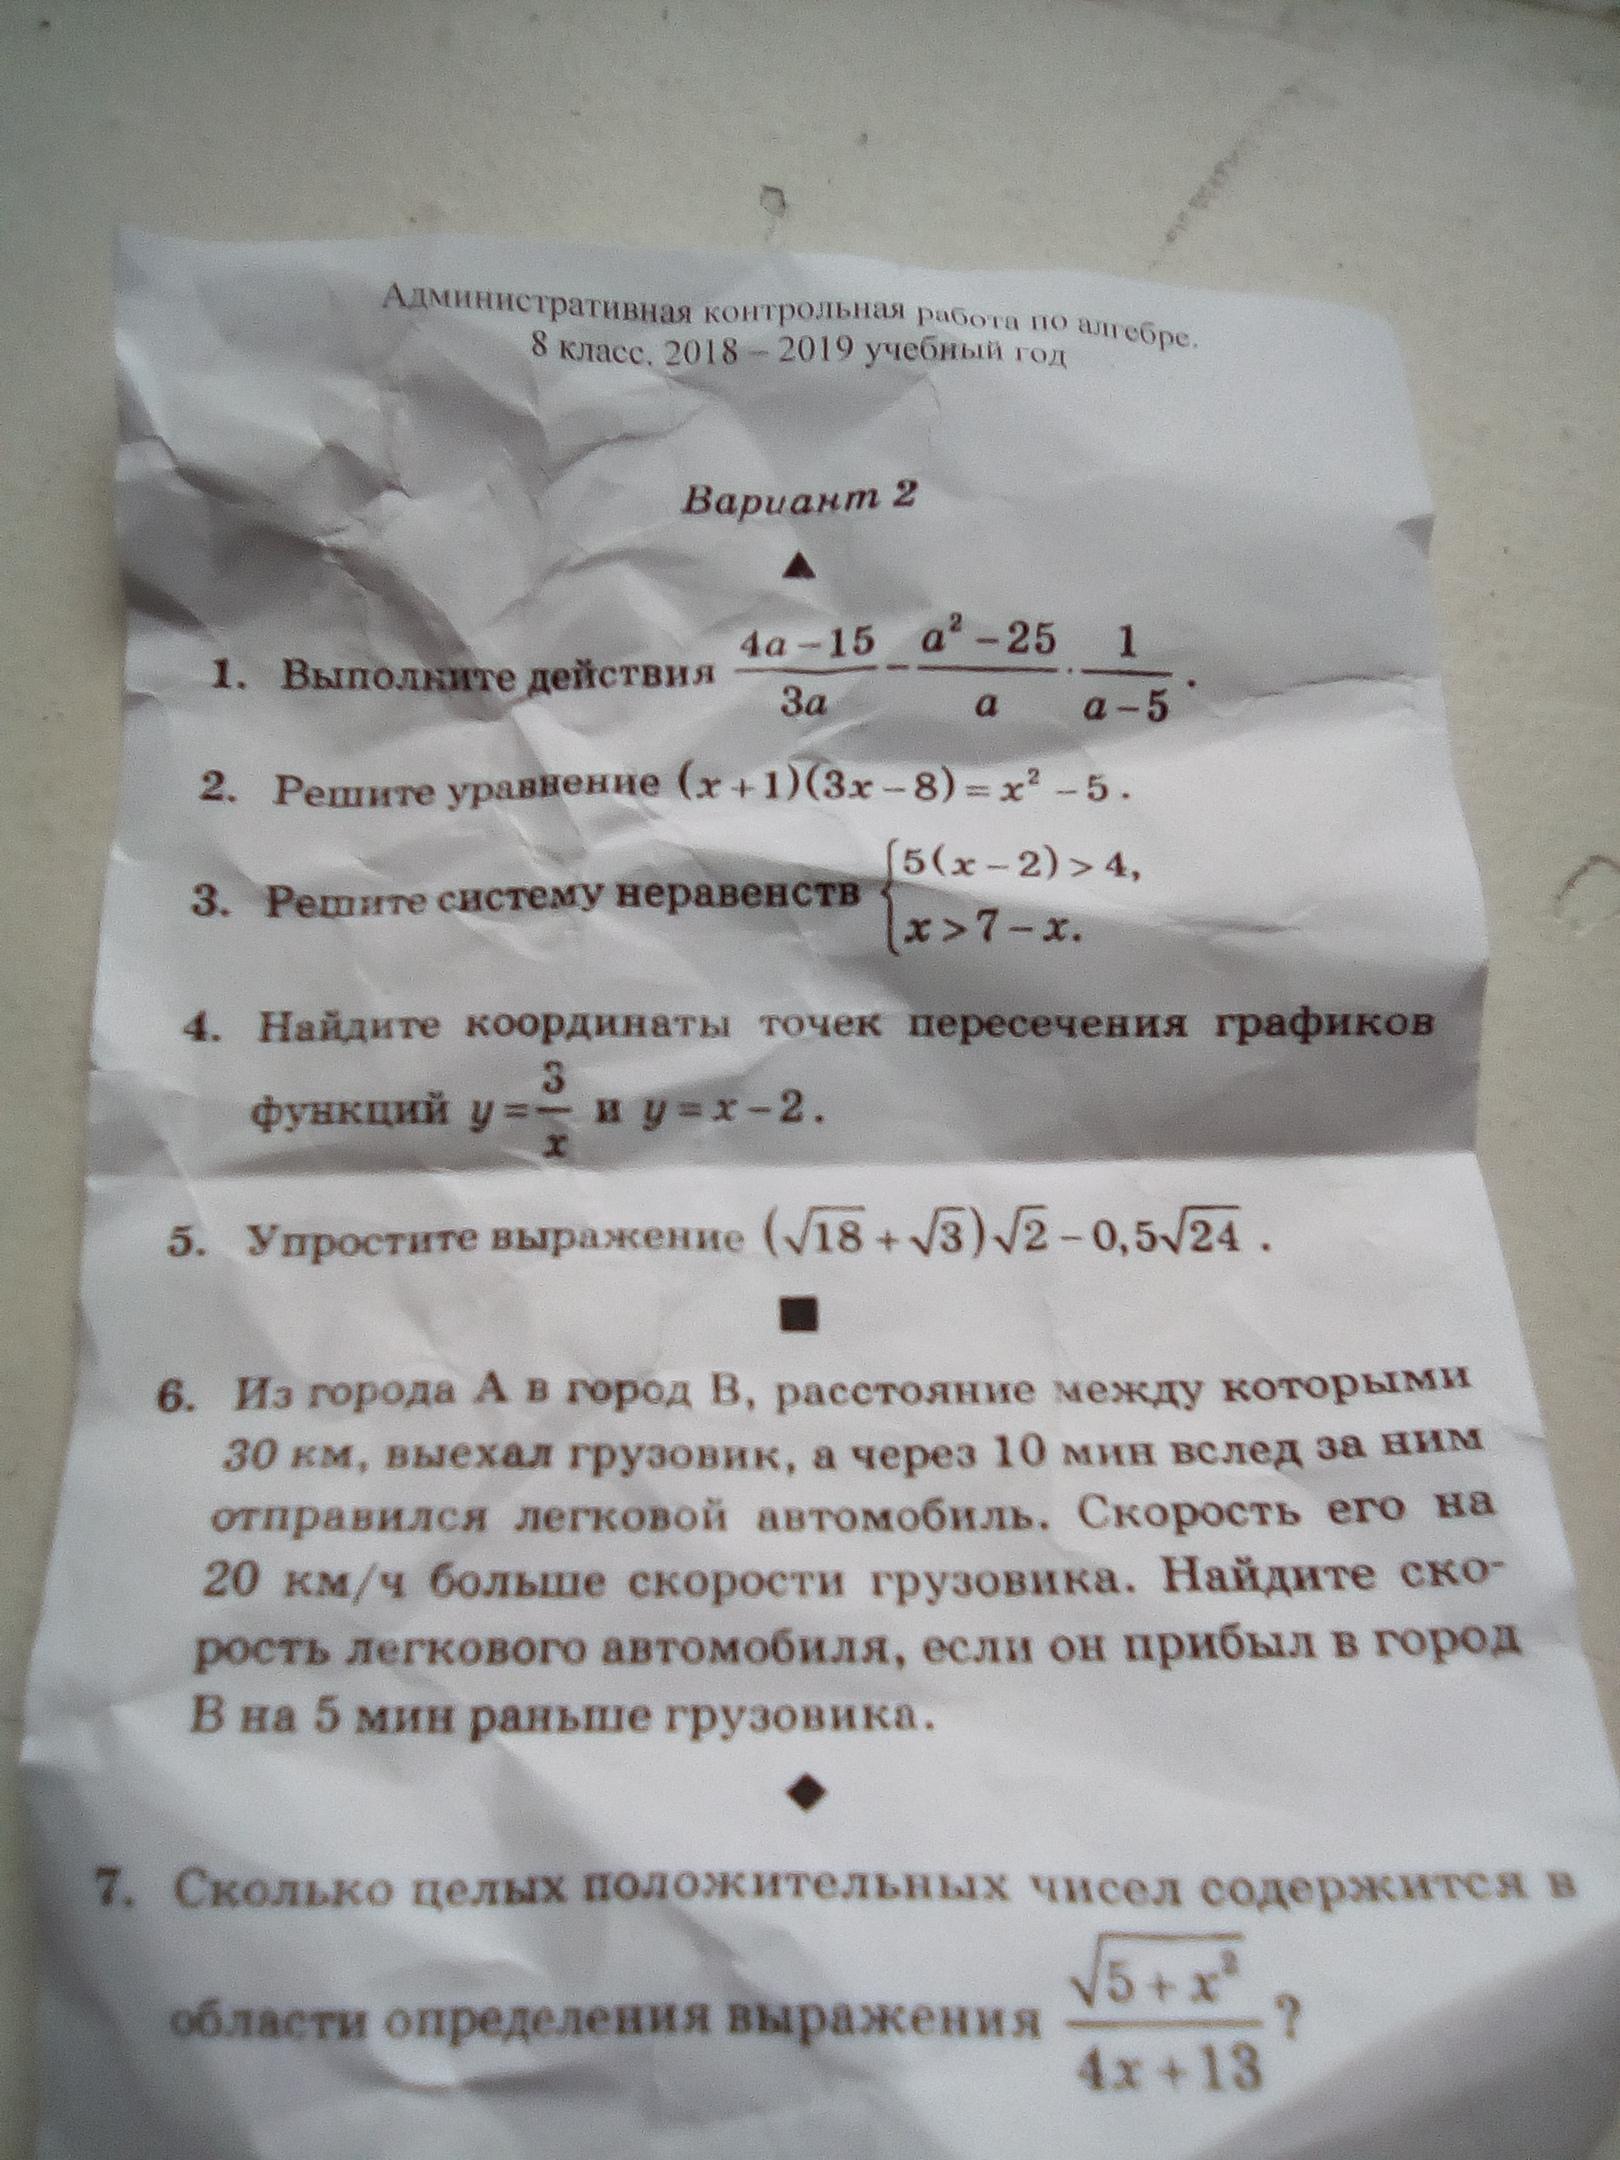 Административная контрольная работа по алгебре.
8 класс. 2018 – 2019 учебный год
Вариант 2
▲
1. Выполните действия (4a – 15)/(3a) – (a² – 25)/a · 1/(a – 5).
2. Решите уравнение (x + 1)(3x – 8) = x² – 5.
3. Решите систему неравенств { 5(x – 2) > 4,
x > 7 – x.
4. Найдите координаты точек пересечения графиков
функций y = 3/x и y = x – 2.
5. Упростите выражение (√18 + √3)√2 – 0,5√24 .
■
6. Из города А в город В, расстояние между которыми
30 км, выехал грузовик, а через 10 мин вслед за ним
отправился легковой автомобиль. Скорость его на
20 км/ч больше скорости грузовика. Найдите ско-
рость легкового автомобиля, если он прибыл в город
В на 5 мин раньше грузовика.
◆
7. Сколько целых положительных чисел содержится в
области определения выражения √(5 + x²)/(4x + 13) ?